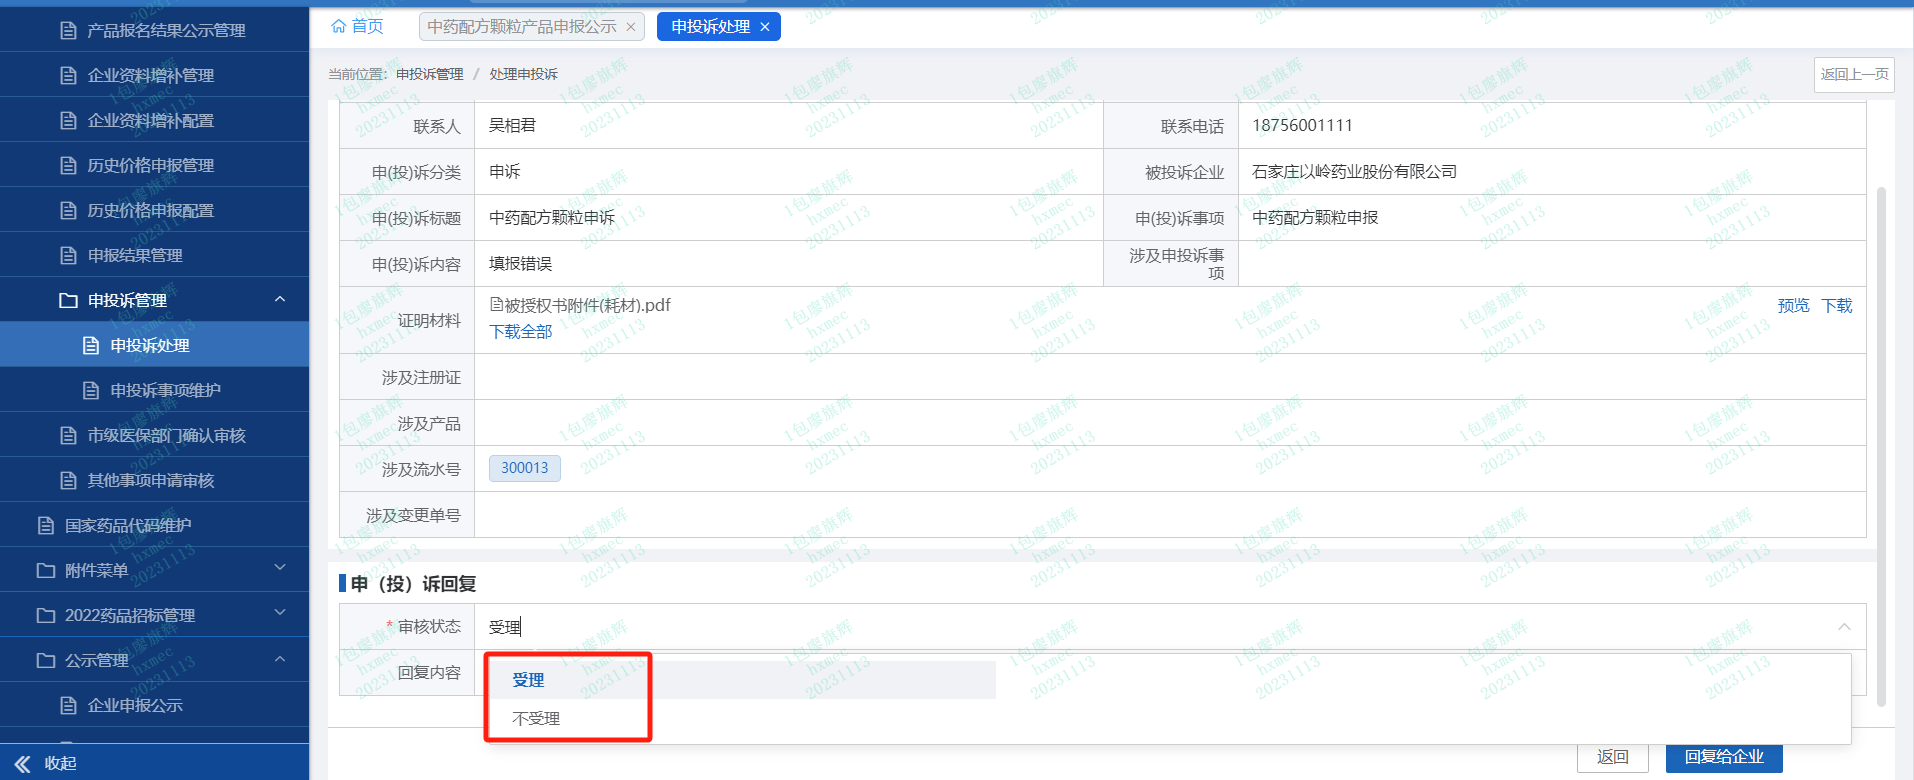 首页
中药配方颗粒产品申报公示 ×
申投诉处理 ×
当前位置: 申投诉管理 / 处理申投诉
返回上一页
产品报名结果公示管理
企业资料增补管理
企业资料增补配置
历史价格申报管理
历史价格申报配置
申报结果管理
申投诉管理
申投诉处理
申投诉事项维护
市级医保部门确认审核
其他事项申请审核
国家药品代码维护
附件菜单
2022药品招标管理
公示管理
企业申报公示
收起
联系人 吴相君 联系电话 18756001111
申(投)诉分类 申诉 被投诉企业 石家庄以岭药业股份有限公司
申(投)诉标题 中药配方颗粒申诉 申(投)诉事项 中药配方颗粒申报
申(投)诉内容 填报错误 涉及申投诉事项
证明材料 被授权书附件(耗材).pdf 预览 下载
下载全部
涉及注册证
涉及产品
涉及流水号 300013
涉及变更单号
申（投）诉回复
* 审核状态 受理
回复内容
受理
不受理
返回 回复给企业
1包廖旗辉
hxmec
20231113